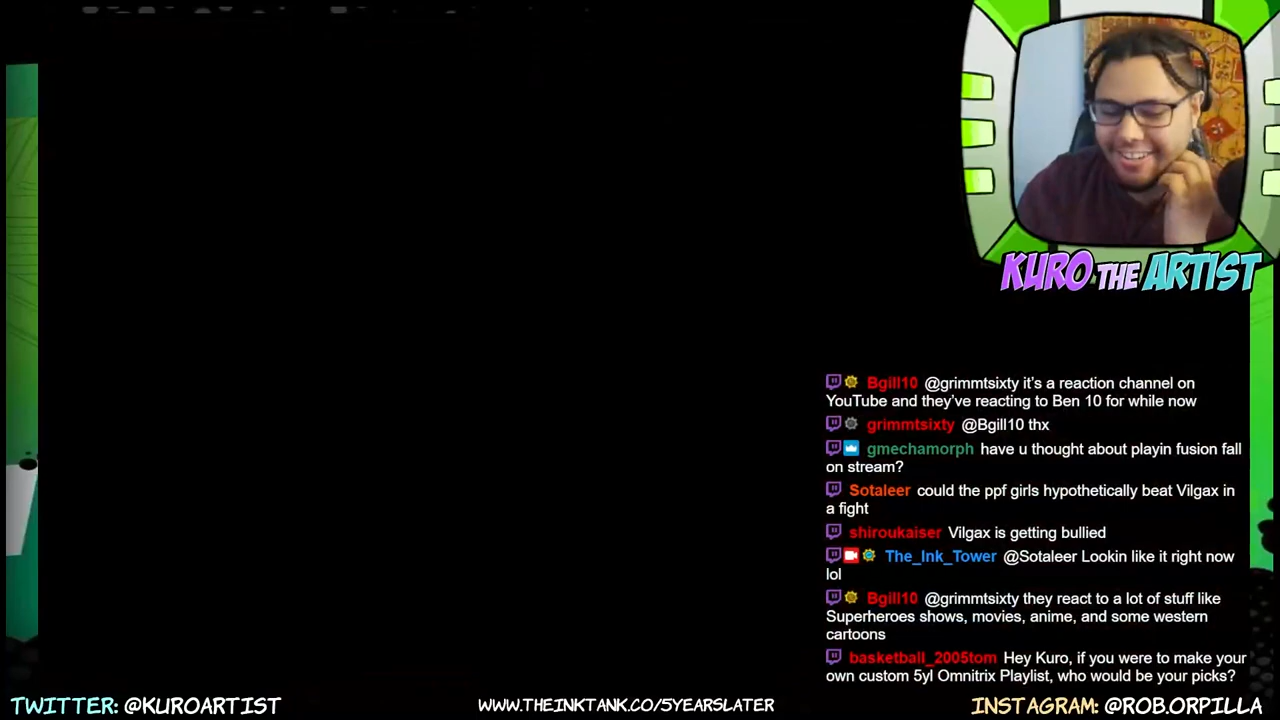 KURO THE ARTIST
Bgill10 @grimmtsixty it's a reaction channel on
YouTube and they've reacting to Ben 10 for while now
grimmtsixty @Bgill10 thx
gmechamorph have u thought about playin fusion fall
on stream?
Sotaleer could the ppf girls hypothetically beat Vilgax in
a fight
shiroukaiser Vilgax is getting bullied
The_Ink_Tower @Sotaleer Lookin like it right now
lol
Bgill10 @grimmtsixty they react to a lot of stuff like
Superheroes shows, movies, anime, and some western
cartoons
basketball_2005tom Hey Kuro, if you were to make your
own custom 5yl Omnitrix Playlist, who would be your picks?
TWITTER: @KUROARTIST
WWW.THEINKTANK.CO/5YEARSLATER
INSTAGRAM: @ROB.ORPILLA